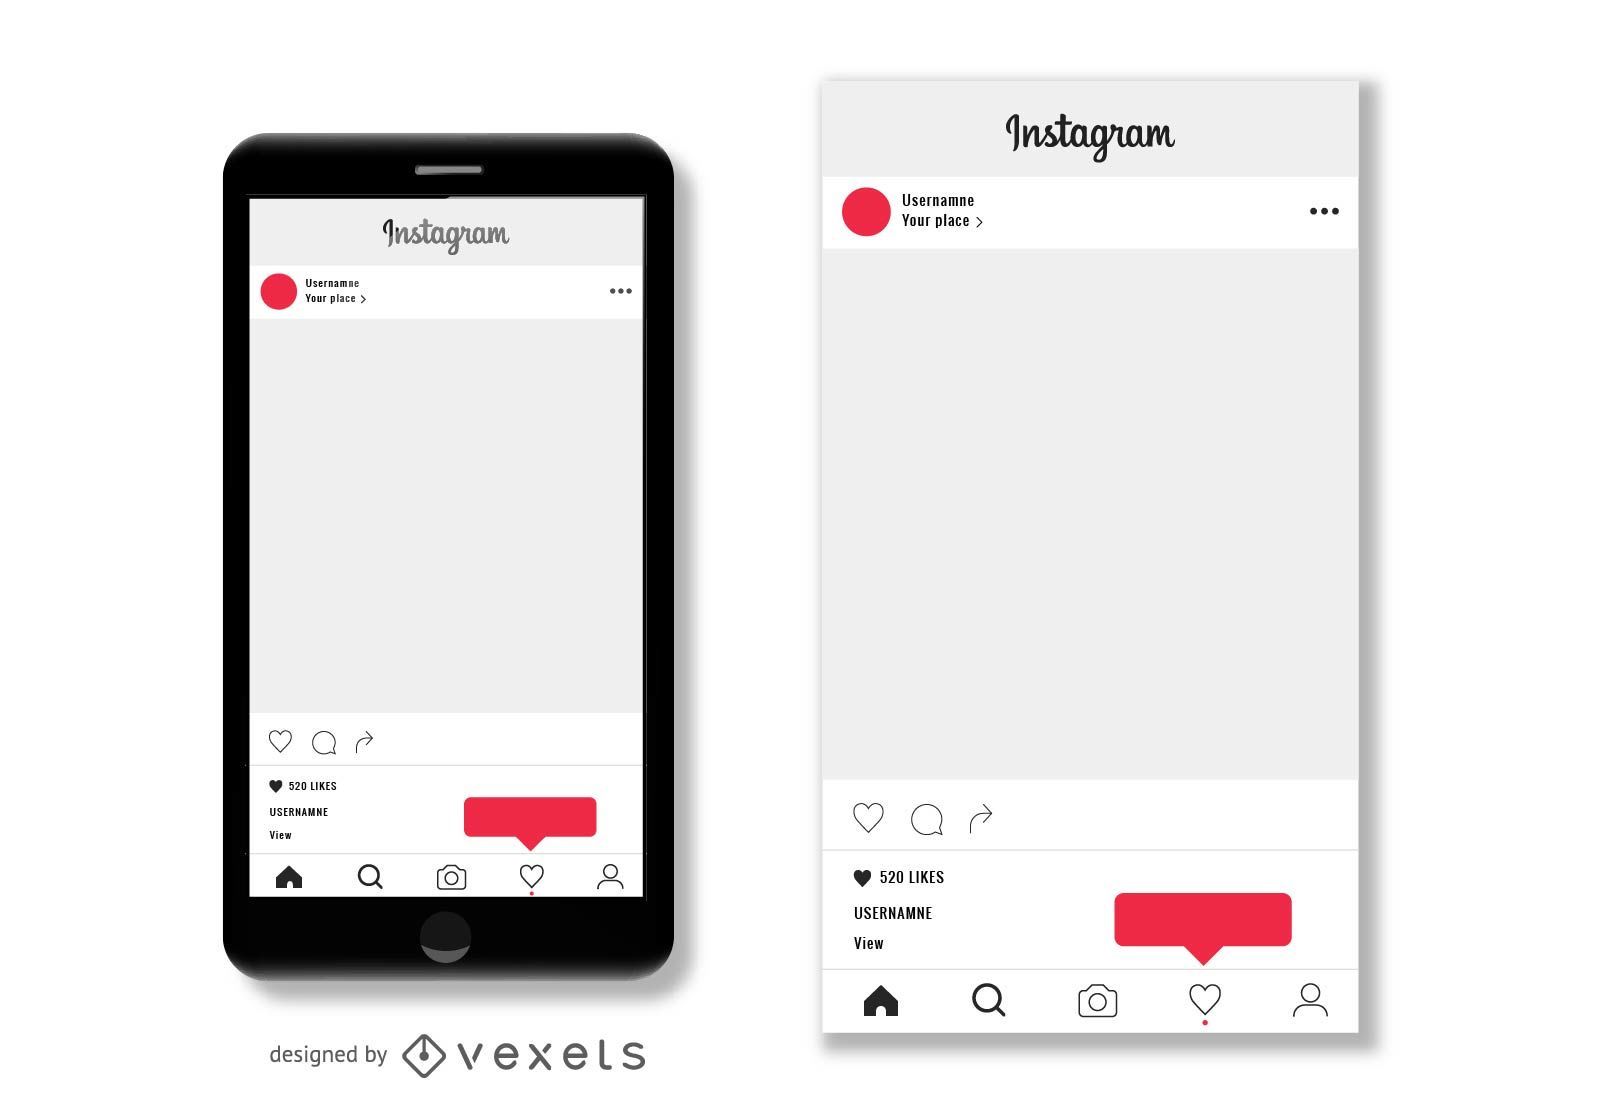 Instagram
Usernamne
Your place >
520 LIKES
USERNAMNE
View
designed by vexels
Instagram
Usernamne
Your place >
520 LIKES
USERNAMNE
View